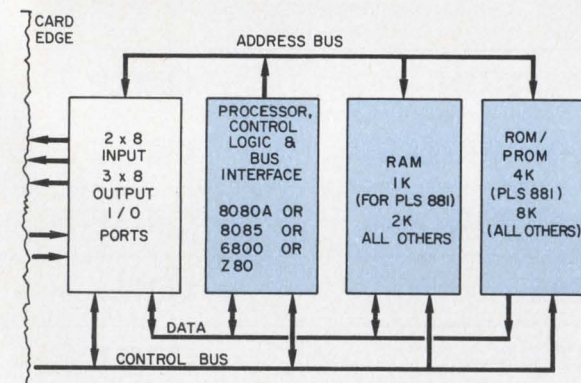 CARD
EDGE
ADDRESS BUS
2 x 8
INPUT
3 x 8
OUTPUT
I / O
PORTS
PROCESSOR,
CONTROL
LOGIC &
BUS
INTERFACE
8080A OR
8085 OR
6800 OR
Z 80
RAM
1K
(FOR PLS 881)
2K
ALL OTHERS
ROM /
PROM
4K
(PLS 881)
8K
(ALL OTHERS)
DATA
CONTROL BUS